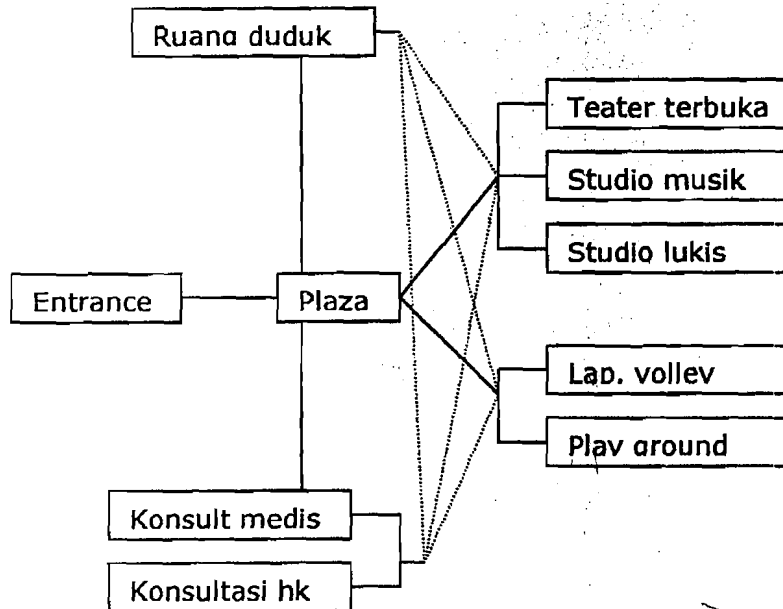 Ruang duduk
Teater terbuka
Studio musik
Studio lukis
Entrance
Plaza
Lap. volley
Play ground
Konsult medis
Konsultasi hk